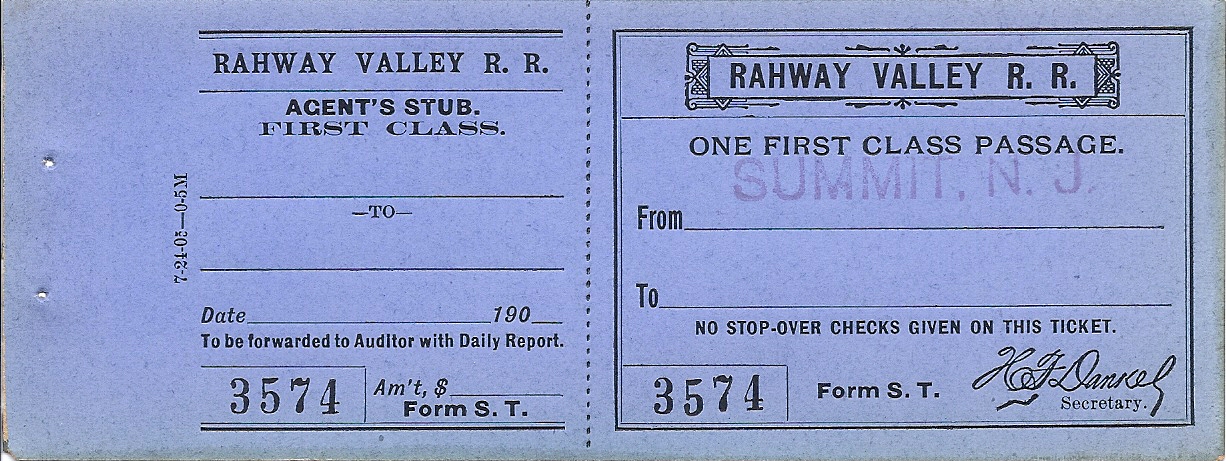 RAHWAY VALLEY R. R.
AGENT'S STUB.
FIRST CLASS.
—TO—
Date 190
To be forwarded to Auditor with Daily Report.
3574
Am't, $
Form S. T.
7-24-05—0-5M
RAHWAY VALLEY R. R.
ONE FIRST CLASS PASSAGE.
SUMMIT, N. J.
From
To
NO STOP-OVER CHECKS GIVEN ON THIS TICKET.
3574
Form S. T.
H F Dankel
Secretary.